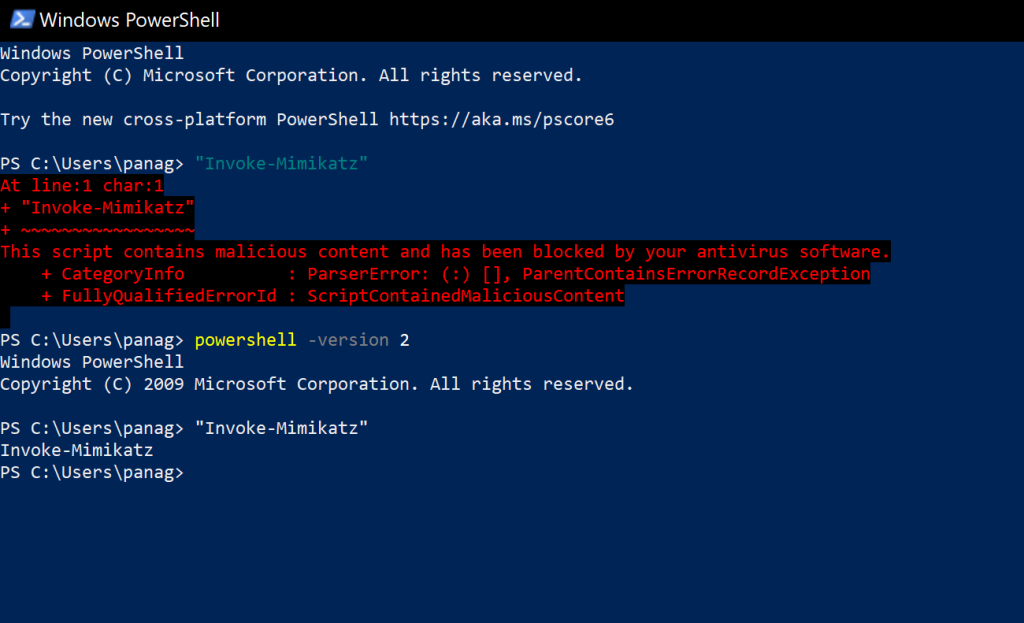 Windows PowerShell
Windows PowerShell
Copyright (C) Microsoft Corporation. All rights reserved.
Try the new cross-platform PowerShell https://aka.ms/pscore6
PS C:\Users\panag> "Invoke-Mimikatz"
At line:1 char:1
+ "Invoke-Mimikatz"
+ ~~~~~~~~~~~~~~~~~
This script contains malicious content and has been blocked by your antivirus software.
    + CategoryInfo          : ParserError: (:) [], ParentContainsErrorRecordException
    + FullyQualifiedErrorId : ScriptContainedMaliciousContent
PS C:\Users\panag> powershell -version 2
Windows PowerShell
Copyright (C) 2009 Microsoft Corporation. All rights reserved.
PS C:\Users\panag> "Invoke-Mimikatz"
Invoke-Mimikatz
PS C:\Users\panag>